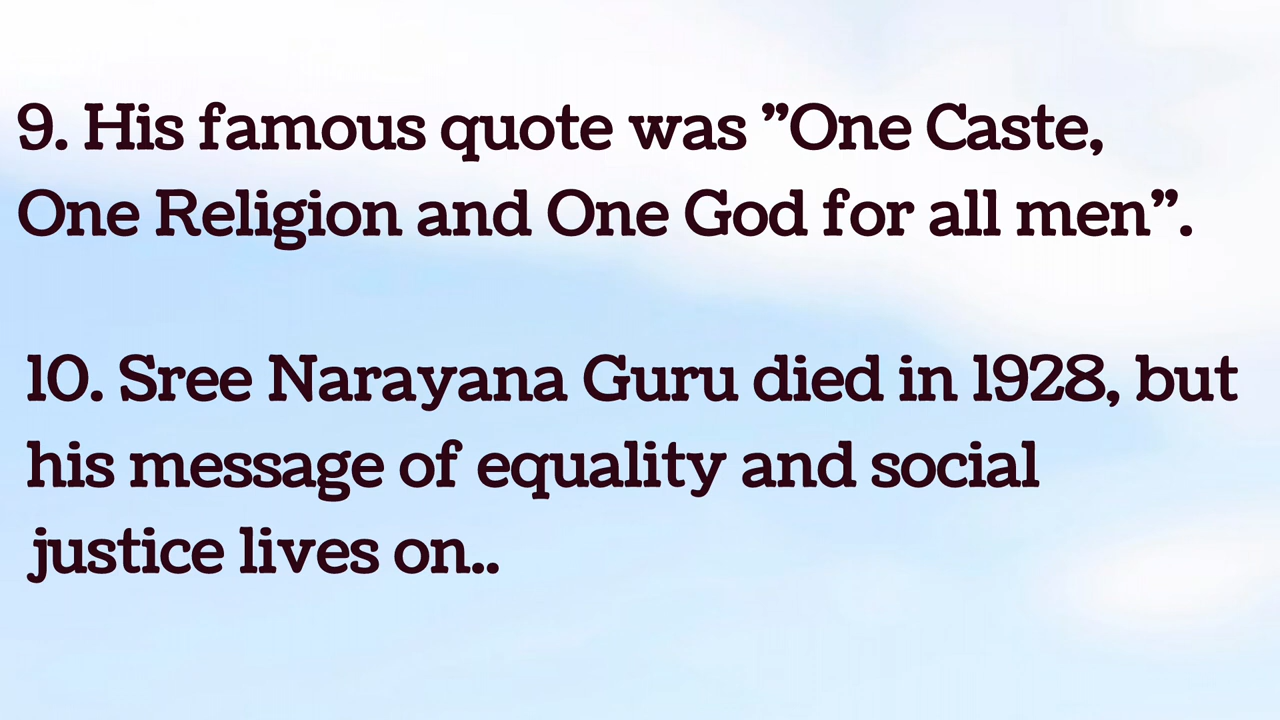 9. His famous quote was ”One Caste,
One Religion and One God for all men”.
10. Sree Narayana Guru died in 1928, but
his message of equality and social
justice lives on..